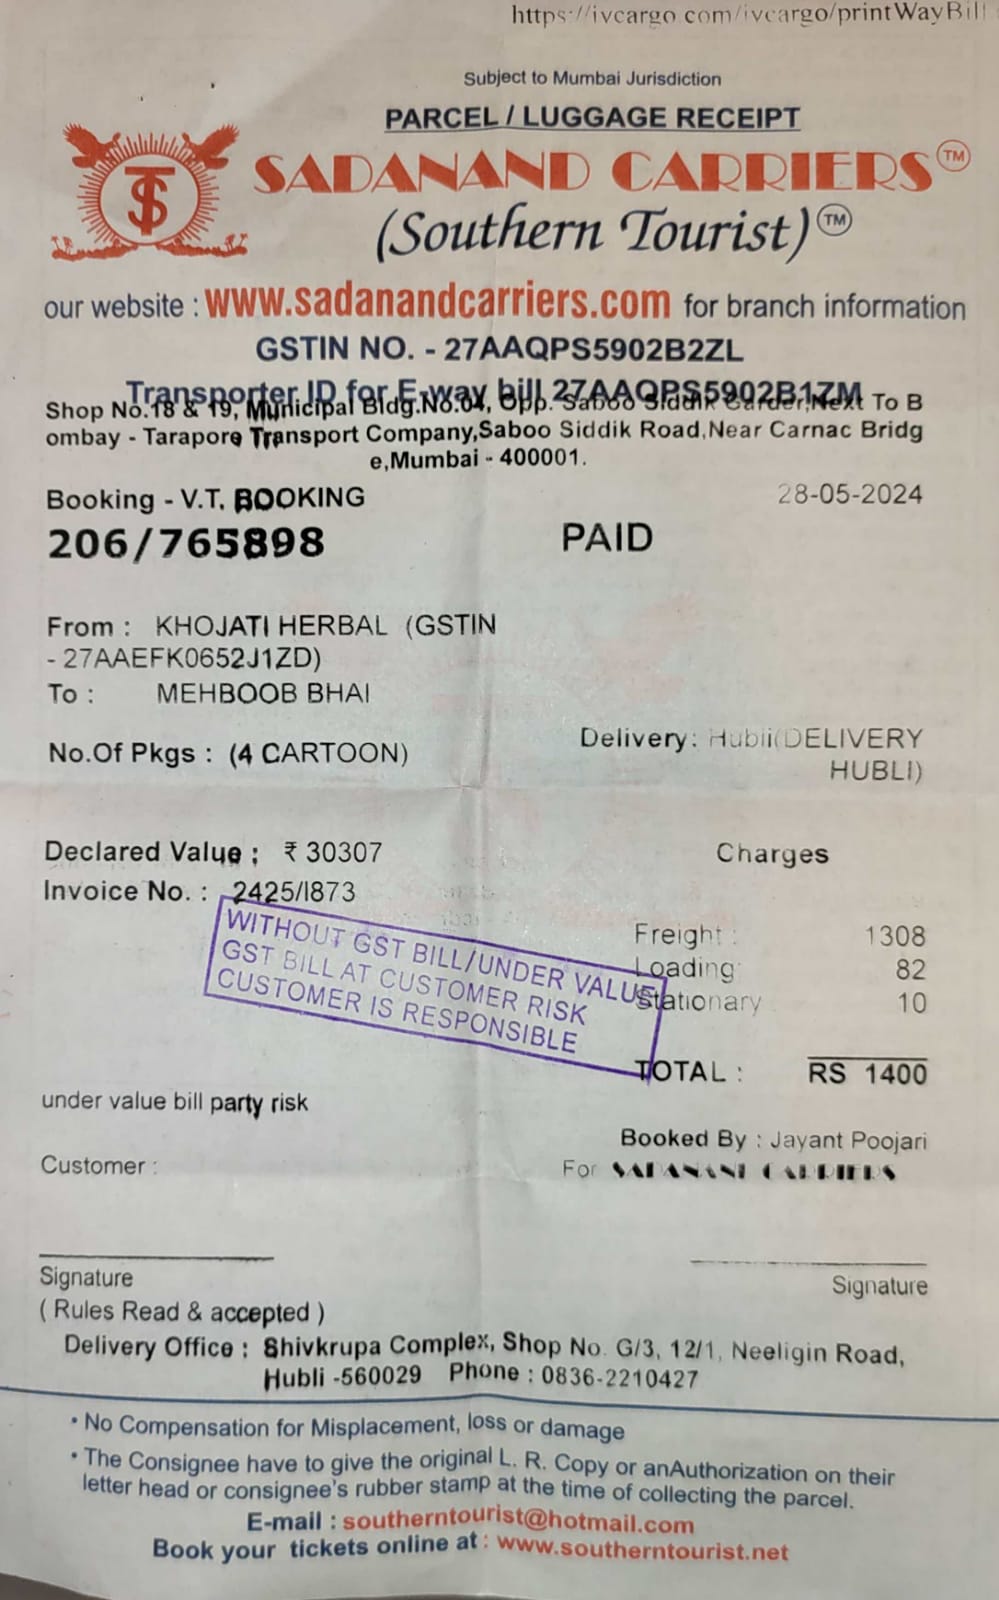 https://ivcargo com/ivcargo/printWayBill
Subject to Mumbai Jurisdiction
PARCEL / LUGGAGE RECEIPT
SADANAND CARRIERS™
(Southern Tourist)™
our website : www.sadanandcarriers.com for branch information
GSTIN NO. - 27AAQPS5902B2ZL
Transporter ID for E-way bill 27AAQPS5902B1ZM
Shop No.18 & 19, Municipal Bldg.No.04, Opp. Saboo Siddik Garder,Next To B
ombay - Tarapore Transport Company,Saboo Siddik Road,Near Carnac Bridg
e,Mumbai - 400001.
Booking - V.T. BOOKING
28-05-2024
206/765898
PAID
From : KHOJATI HERBAL (GSTIN
- 27AAEFK0652J1ZD)
To : MEHBOOB BHAI
No.Of Pkgs : (4 CARTOON)
Delivery: Hubli(DELIVERY
HUBLI)
Declared Value : ₹ 30307
Charges
Invoice No. : 2425/I873
WITHOUT GST BILL/UNDER VALUE
GST BILL AT CUSTOMER RISK
CUSTOMER IS RESPONSIBLE
Freight : 1308
Loading 82
Stationary 10
TOTAL : RS 1400
under value bill party risk
Booked By : Jayant Poojari
Customer :
For SADANAND CARRIERS
Signature
Signature
( Rules Read & accepted )
Delivery Office : Shivkrupa Complex, Shop No. G/3, 12/1, Neeligin Road,
Hubli -560029 Phone : 0836-2210427
• No Compensation for Misplacement, loss or damage
• The Consignee have to give the original L. R. Copy or anAuthorization on their
letter head or consignee's rubber stamp at the time of collecting the parcel.
E-mail : southerntourist@hotmail.com
Book your tickets online at : www.southerntourist.net